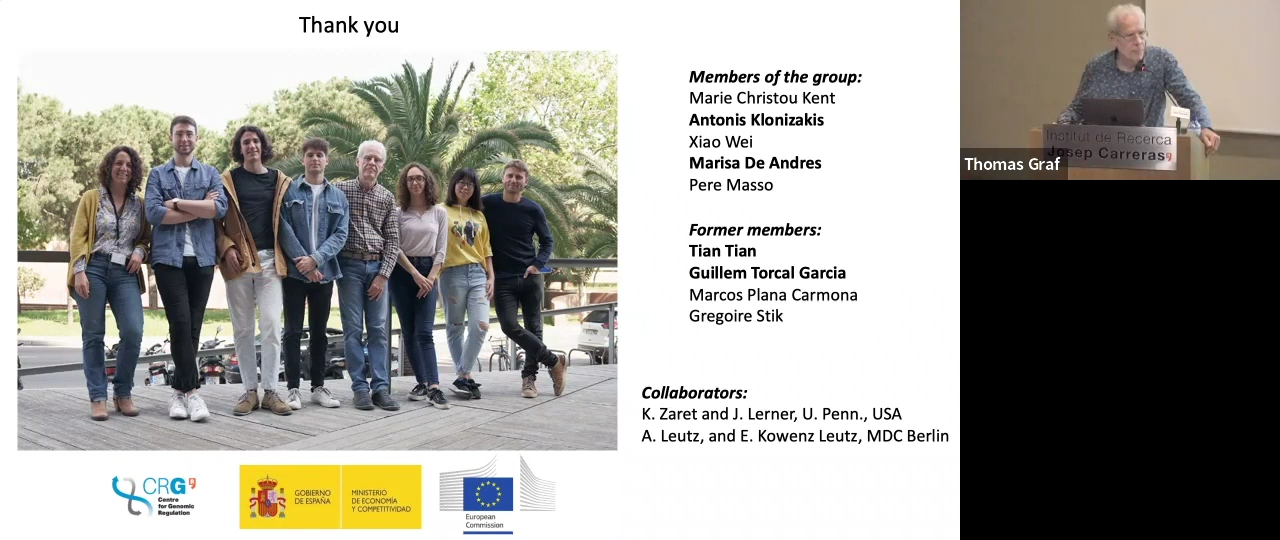 Thank you
Members of the group:
Marie Christou Kent
Antonis Klonizakis
Xiao Wei
Marisa De Andres
Pere Masso
Former members:
Tian Tian
Guillem Torcal Garcia
Marcos Plana Carmona
Gregoire Stik
Collaborators:
K. Zaret and J. Lerner, U. Penn., USA
A. Leutz, and E. Kowenz Leutz, MDC Berlin
CRG
Centre
for Genomic
Regulation
GOBIERNO
DE ESPAÑA
MINISTERIO
DE ECONOMÍA
Y COMPETITIVIDAD
European
Commission
Institut de Recerca
Josep Carreras
Thomas Graf